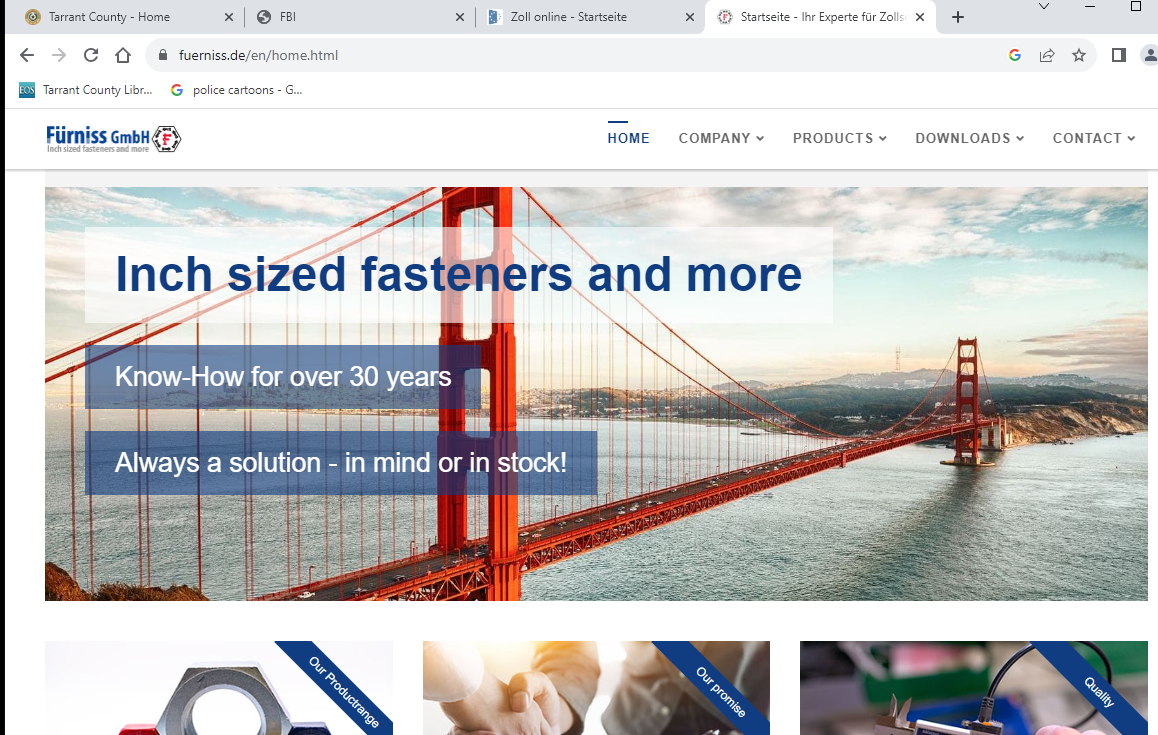 Tarrant County - Home
FBI
Zoll online - Startseite
Startseite - Ihr Experte für Zolls
fuerniss.de/en/home.html
EOS
Tarrant County Libr...
police cartoons - G...
Fürniss GmbH
F
Inch sized fasteners and more
HOME
COMPANY
PRODUCTS
DOWNLOADS
CONTACT
Inch sized fasteners and more
Know-How for over 30 years
Always a solution - in mind or in stock!
Our Productrange
Our promise
Quality